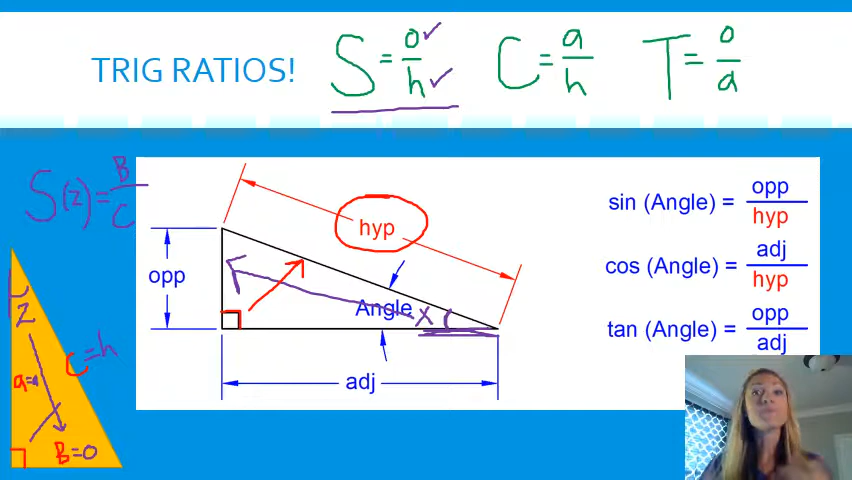 TRIG RATIOS!
S = o/h
C = a/h
T = o/a
S(z) = B/C
hyp
opp
Angle
x
adj
sin (Angle) = opp/hyp
cos (Angle) = adj/hyp
tan (Angle) = opp/adj
z
C = h
a = a
B = o